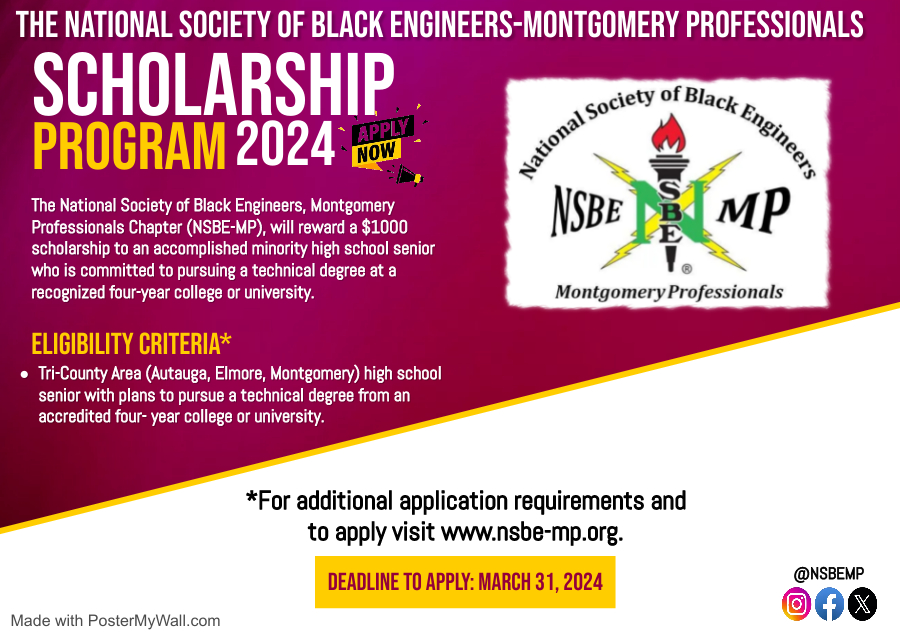 THE NATIONAL SOCIETY OF BLACK ENGINEERS-MONTGOMERY PROFESSIONALS
SCHOLARSHIP
PROGRAM 2024
APPLY
NOW
The National Society of Black Engineers, Montgomery
Professionals Chapter (NSBE-MP), will reward a $1000
scholarship to an accomplished minority high school senior
who is committed to pursuing a technical degree at a
recognized four-year college or university.
ELIGIBILITY CRITERIA*
● Tri-County Area (Autauga, Elmore, Montgomery) high school
senior with plans to pursue a technical degree from an
accredited four- year college or university.
National Society of Black Engineers
NSBE N SBE MP
®
Montgomery Professionals
*For additional application requirements and
to apply visit www.nsbe-mp.org.
DEADLINE TO APPLY: MARCH 31, 2024
@NSBEMP
Made with PosterMyWall.com